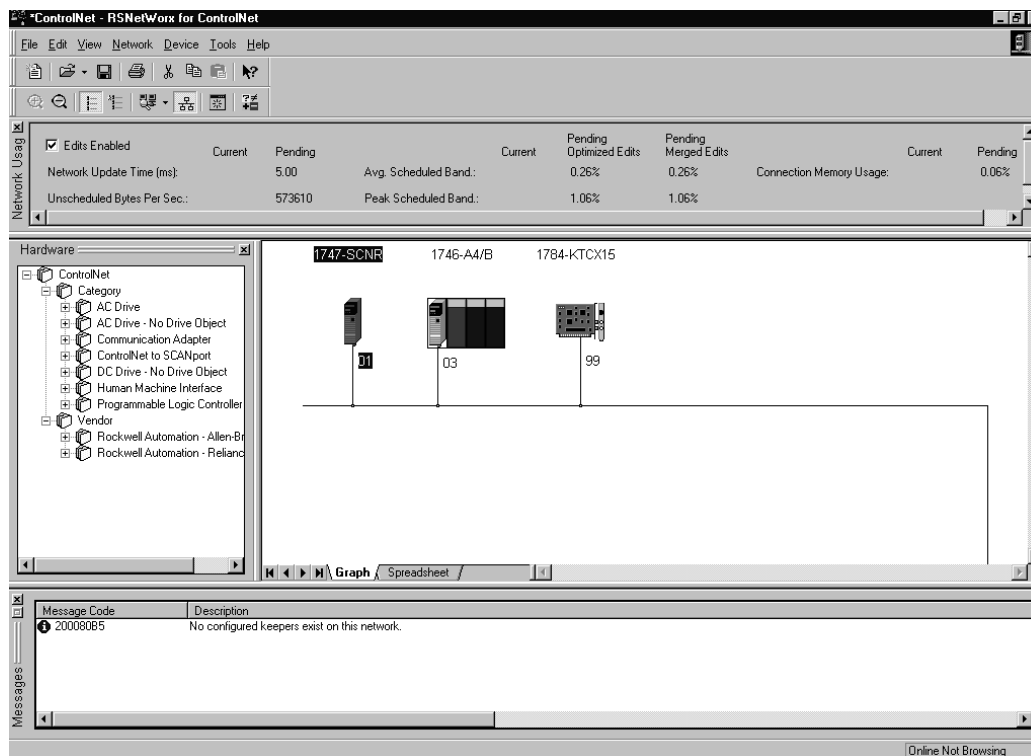 *ControlNet - RSNetWorx for ControlNet
File Edit View Network Device Tools Help
Network Usag
Edits Enabled
Current Pending Current Pending Optimized Edits Pending Merged Edits Current Pending
Network Update Time (ms): 5.00 Avg. Scheduled Band.: 0.26% 0.26% Connection Memory Usage: 0.06%
Unscheduled Bytes Per Sec.: 573610 Peak Scheduled Band.: 1.06% 1.06%
Hardware
ControlNet
Category
AC Drive
AC Drive - No Drive Object
Communication Adapter
ControlNet to SCANport
DC Drive - No Drive Object
Human Machine Interface
Programmable Logic Controller
Vendor
Rockwell Automation - Allen-Br
Rockwell Automation - Relianc
1747-SCNR 1746-A4/B 1784-KTCX15
01 03 99
Graph Spreadsheet
Messages
Message Code Description
200080B5 No configured keepers exist on this network.
Online Not Browsing